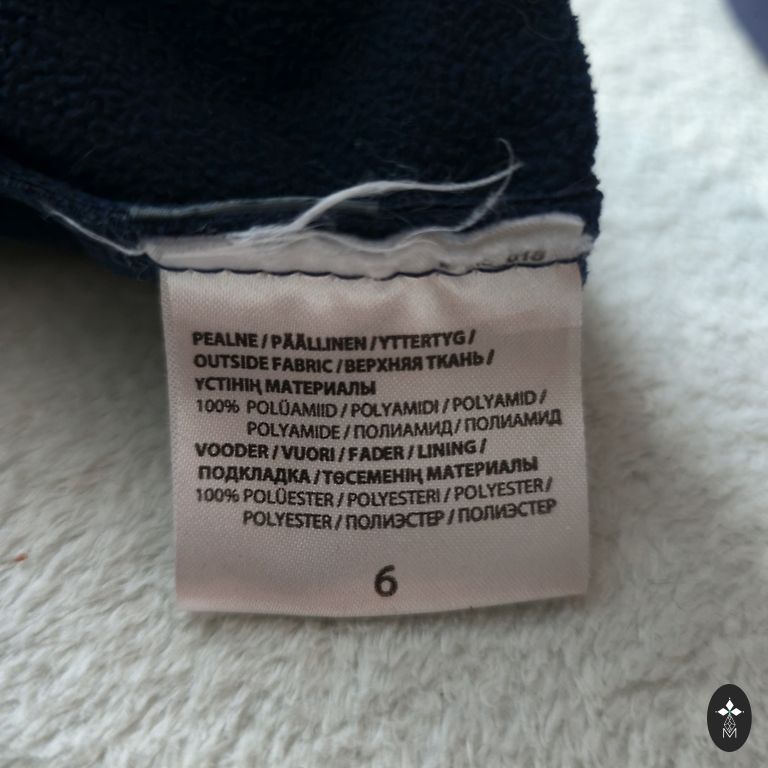 018
PEALNE / PÄÄLLINEN / YTTERTYG /
OUTSIDE FABRIC / ВЕРХНЯЯ ТКАНЬ /
ҮСТІНІҢ МАТЕРИАЛЫ
100% POLÜAMIID / POLYAMIDI / POLYAMID /
POLYAMIDE / ПОЛИАМИД / ПОЛИАМИД
VOODER / VUORI / FADER / LINING /
ПОДКЛАДКА / ТӨСЕМЕНІҢ МАТЕРИАЛЫ
100% POLÜESTER / POLYESTERI / POLYESTER /
POLYESTER / ПОЛИЭСТЕР / ПОЛИЭСТЕР
6
M